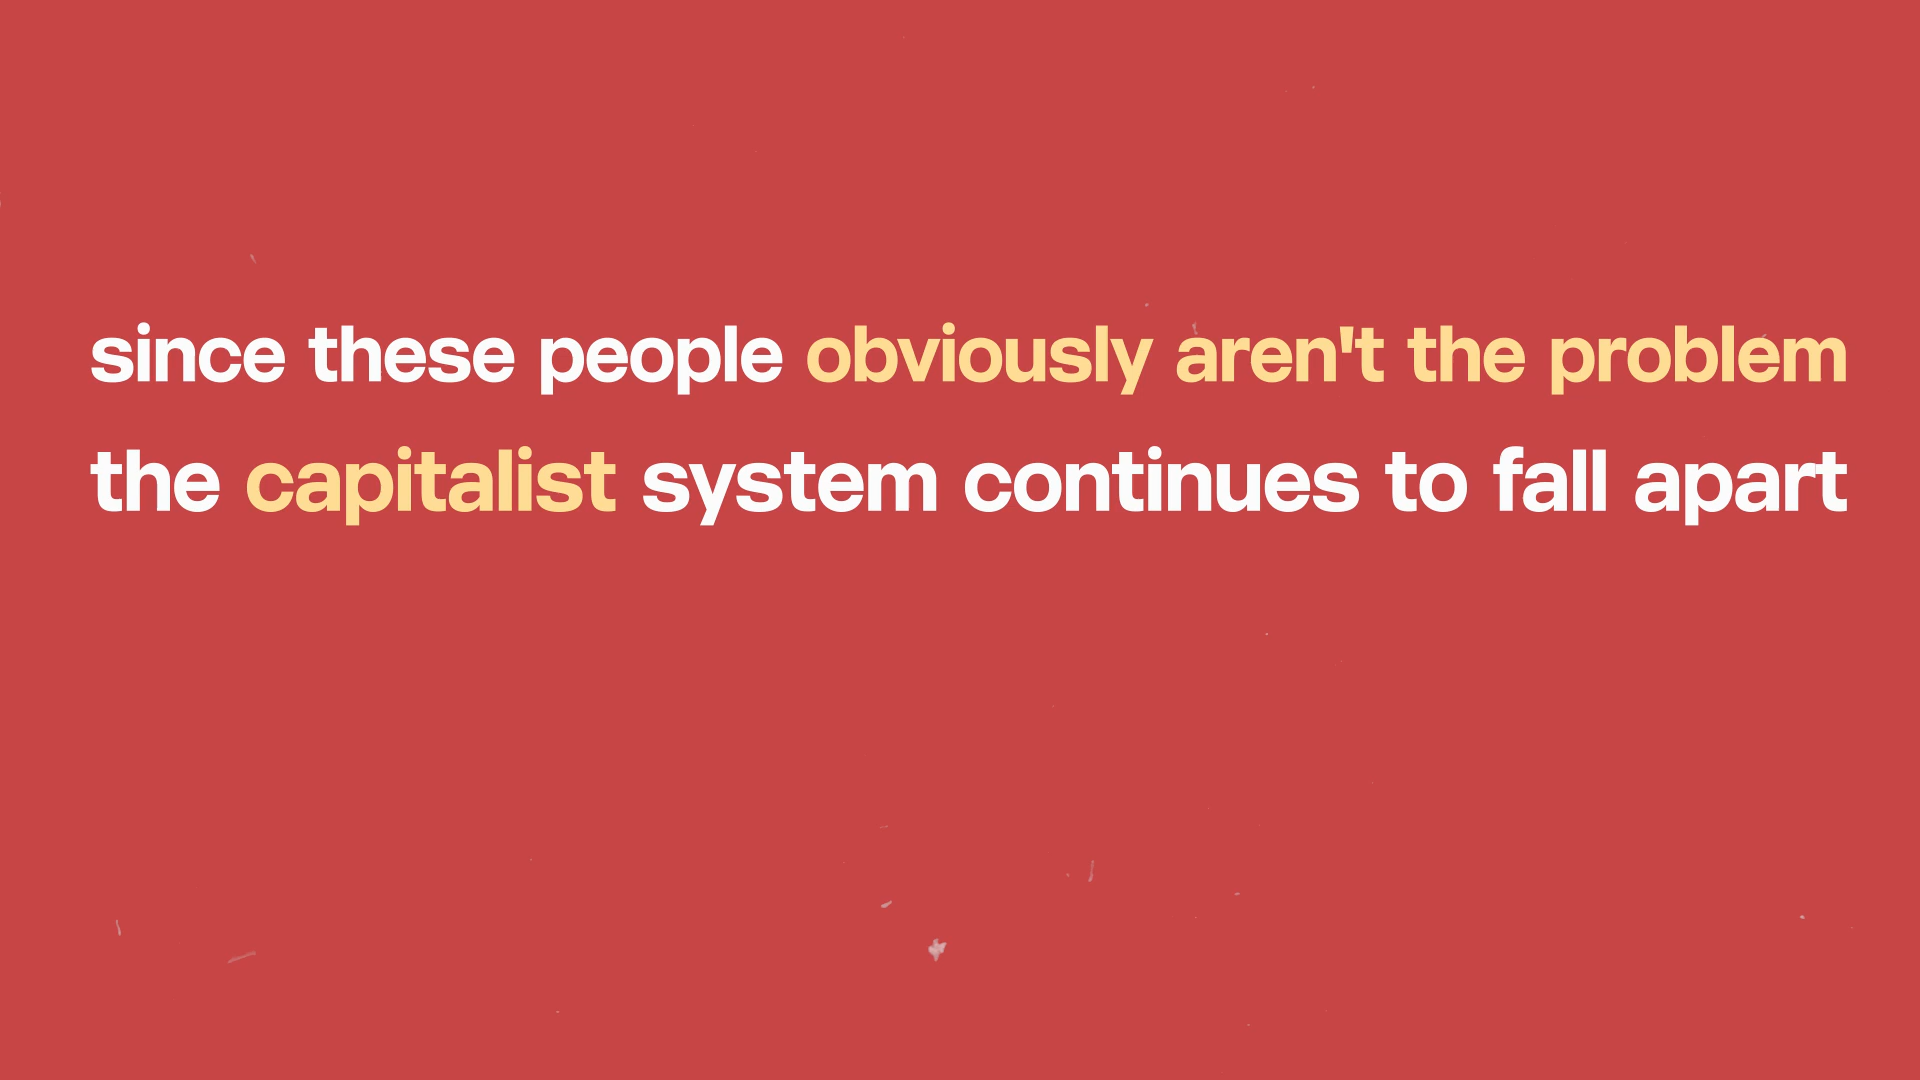 since these people obviously aren't the problem
the capitalist system continues to fall apart